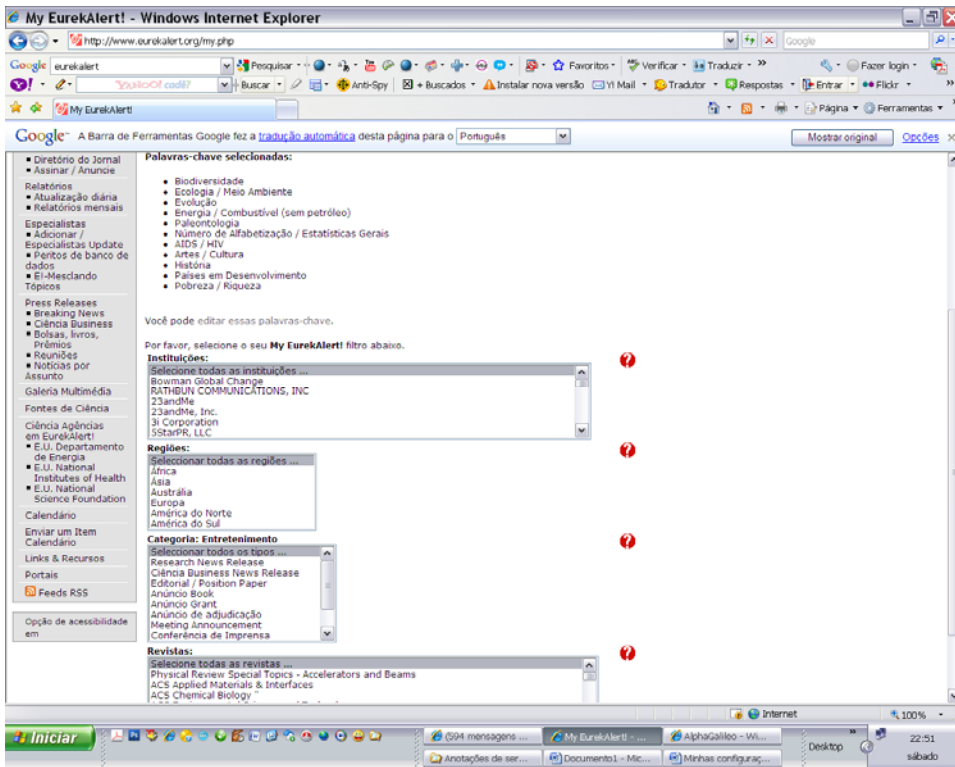 My EurekAlert! - Windows Internet Explorer
http://www.eurekalert.org/my.php
Google
Google eurekalert Pesquisar Favoritos Verificar Traduzir » Fazer login
Yahoo! cadê? Buscar Anti-Spy + Buscados Instalar nova versão Y! Mail Tradutor Respostas Entrar Flickr »
My EurekAlert! Página Ferramentas »
Google A Barra de Ferramentas Google fez a tradução automática desta página para o Português Mostrar original Opções x
Diretório do Jornal
Assinar / Anuncie
Relatórios
Atualização diária
Relatórios mensais
Especialistas
Adicionar /
Especialistas Update
Peritos de banco de
dados
EI-Mesclando
Tópicos
Press Releases
Breaking News
Ciência Business
Bolsas, livros,
Prêmios
Reuniões
Notícias por
Assunto
Galeria Multimédia
Fontes de Ciência
Ciência Agências
em EurekAlert!
E.U. Departamento
de Energia
E.U. National
Institutes of Health
E.U. National
Science Foundation
Calendário
Enviar um Item
Calendário
Links & Recursos
Portais
Feeds RSS
Opção de acessibilidade
em
Palavras-chave selecionadas:
Biodiversidade
Ecologia / Meio Ambiente
Evolução
Energia / Combustível (sem petróleo)
Paleontologia
Número de Alfabetização / Estatísticas Gerais
AIDS / HIV
Artes / Cultura
História
Países em Desenvolvimento
Pobreza / Riqueza
Você pode editar essas palavras-chave.
Por favor, selecione o seu My EurekAlert! filtro abaixo.
Instituições:
Selecione todas as instituições ...
Bowman Global Change
RATHBUN COMMUNICATIONS, INC
23andMe
23andMe, Inc.
3i Corporation
5StarPR, LLC
Regiões:
Seleccionar todas as regiões ...
África
Ásia
Austrália
Europa
América do Norte
América do Sul
Categoria: Entretenimento
Seleccionar todos os tipos ...
Research News Release
Ciência Business News Release
Editorial / Position Paper
Anúncio Book
Anúncio Grant
Anúncio de adjudicação
Meeting Announcement
Conferência de Imprensa
Revistas:
Selecione todas as revistas ...
Physical Review Special Topics - Accelerators and Beams
ACS Applied Materials & Interfaces
ACS Chemical Biology "
Internet 100%
Iniciar (594 mensagens ... My EurekAlert! - ... AlphaGalileo - Wi... Desktop » 22:51
Anotações de ser... Documento1 - Mic... Minhas configuraç... sábado